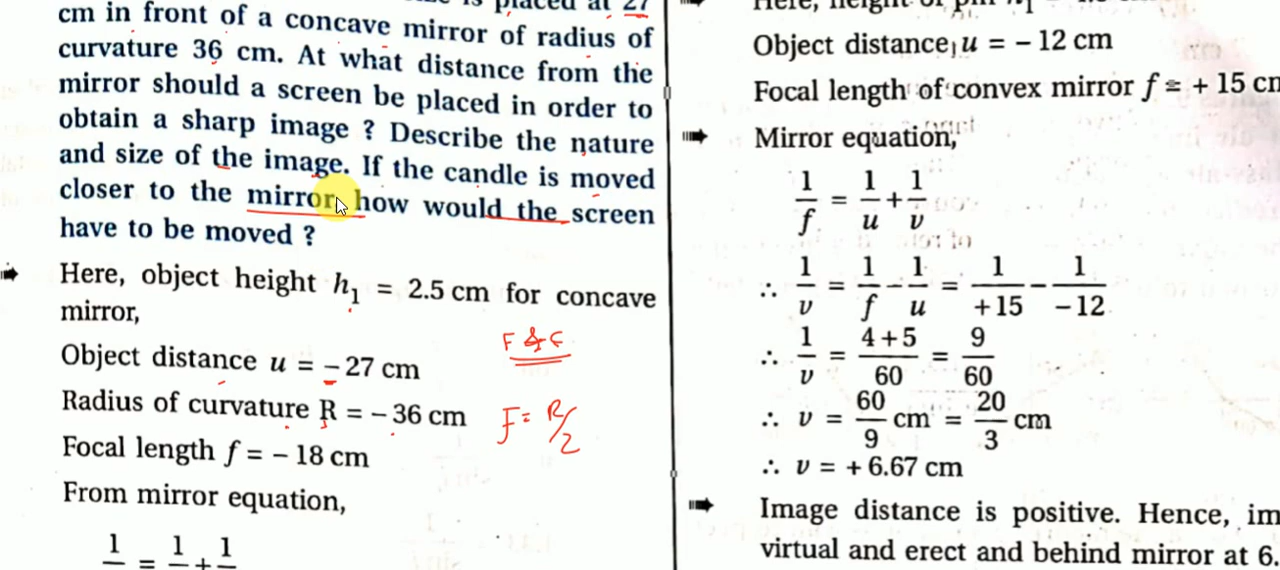 placed at 27
cm in front of a concave mirror of radius of
curvature 36 cm. At what distance from the
mirror should a screen be placed in order to
obtain a sharp image ? Describe the nature
and size of the image. If the candle is moved
closer to the mirror, how would the screen
have to be moved ?
Here, object height h₁ = 2.5 cm for concave
mirror,
Object distance u = – 27 cm
Radius of curvature R = – 36 cm
Focal length f = – 18 cm
From mirror equation,
1 = 1 + 1
F & C
F = R/2
Object distance, u = – 12 cm
Focal length of convex mirror f = + 15
Mirror equation,
1/f = 1/u + 1/v
∴ 1/v = 1/f - 1/u = 1/+15 - 1/-12
∴ 1/v = 4+5/60 = 9/60
∴ v = 60/9 cm = 20/3 cm
∴ v = + 6.67 cm
Image distance is positive. Hence,
virtual and erect and behind mirror at 6.